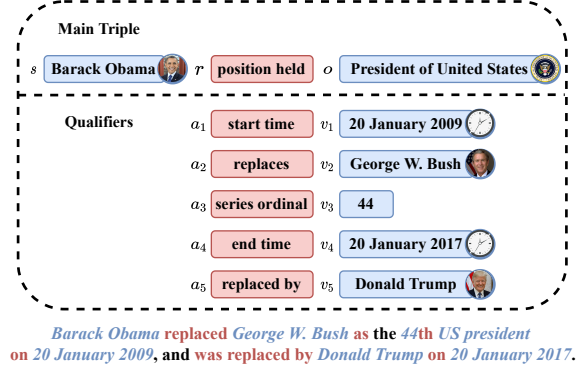 Main Triple
s Barack Obama r position held o President of United States
Qualifiers
a1 start time v1 20 January 2009
a2 replaces v2 George W. Bush
a3 series ordinal v3 44
a4 end time v4 20 January 2017
a5 replaced by v5 Donald Trump
Barack Obama replaced George W. Bush as the 44th US president
on 20 January 2009, and was replaced by Donald Trump on 20 January 2017.